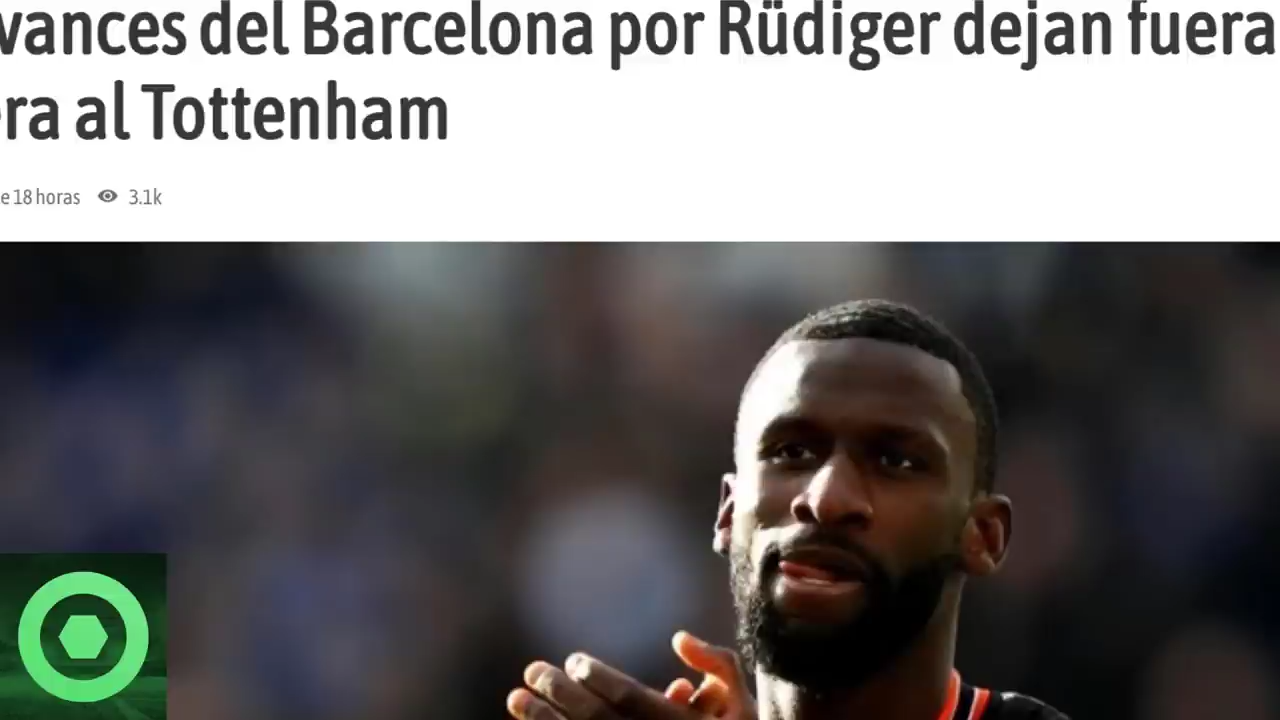 vances del Barcelona por Rüdiger dejan fuera
ra al Tottenham
e 18 horas 3.1k